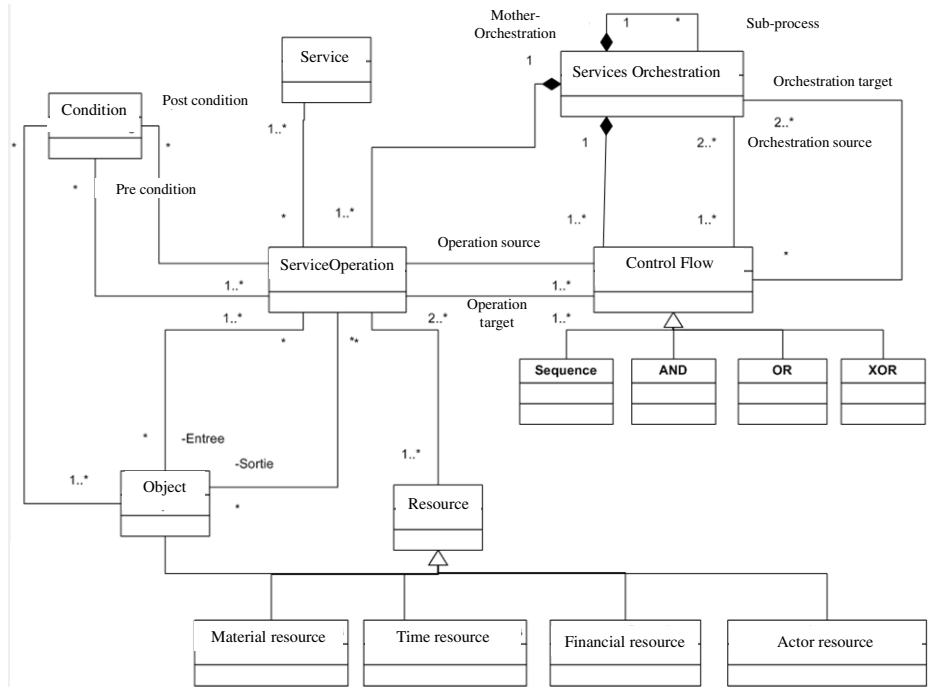 Mother-
Orchestration
1
*
Sub-process
Service
1
Services Orchestration
Orchestration target
Condition
Post condition
1..*
2..*
*
*
1
2..*
Orchestration source
*
Pre condition
*
1..*
1..*
1..*
Operation source
*
ServiceOperation
Control Flow
1..*
1..*
Operation
target
1..*
*
**
2..*
1..*
Sequence
AND
OR
XOR
*
-Entree
-Sortie
1..*
1..*
Object
*
Resource
Material resource
Time resource
Financial resource
Actor resource